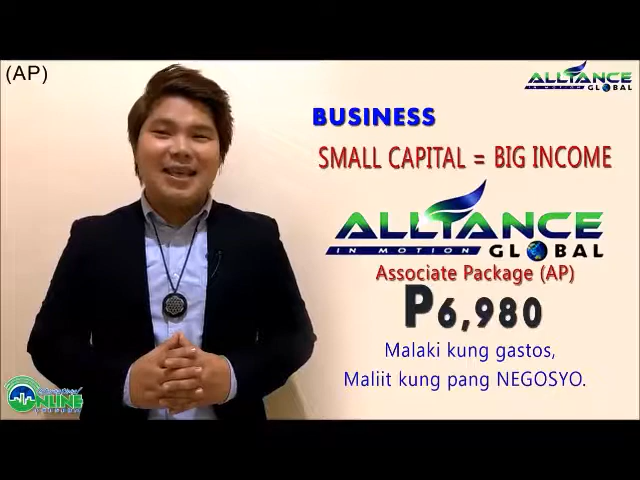 (AP)
ALLIANCE
IN MOTION GLOBAL
BUSINESS
SMALL CAPITAL = BIG INCOME
ALLIANCE
IN MOTION GLOBAL
Associate Package (AP)
P6,980
Malaki kung gastos,
Maliit kung pang NEGOSYO.
ONLINE